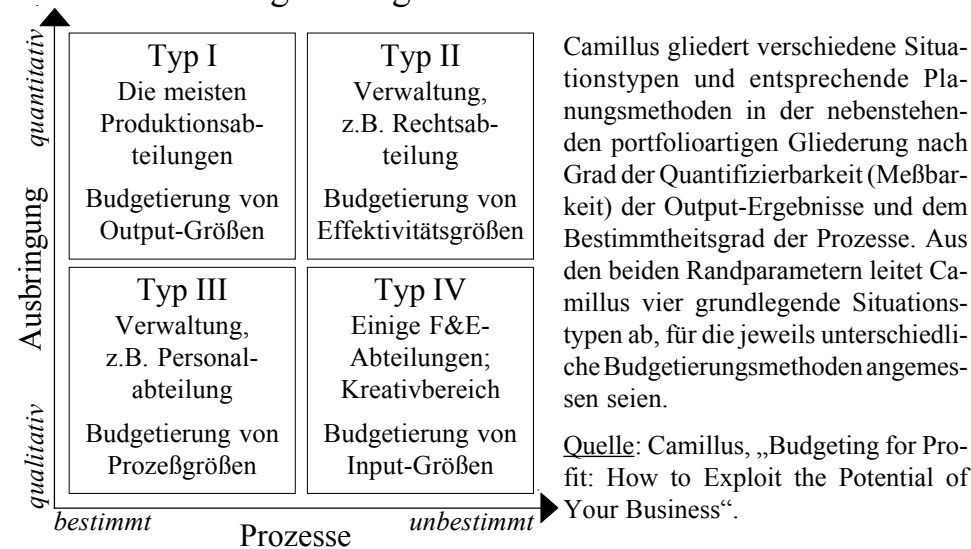 quantitativ
Ausbringung
qualitativ
Typ I
Die meisten
Produktionsab-
teilungen
Budgetierung von
Output-Größen
Typ II
Verwaltung,
z.B. Rechtsab-
teilung
Budgetierung von
Effektivitätsgrößen
Typ III
Verwaltung,
z.B. Personal-
abteilung
Budgetierung von
Prozeßgrößen
Typ IV
Einige F&E-
Abteilungen;
Kreativbereich
Budgetierung von
Input-Größen
bestimmt
Prozesse
unbestimmt
Camillus gliedert verschiedene Situa-
tionstypen und entsprechende Pla-
nungsmethoden in der nebenstehen-
den portfolioartigen Gliederung nach
Grad der Quantifizierbarkeit (Meßbar-
keit) der Output-Ergebnisse und dem
Bestimmtheitsgrad der Prozesse. Aus
den beiden Randparametern leitet Ca-
millus vier grundlegende Situations-
typen ab, für die jeweils unterschiedli-
che Budgetierungsmethoden angemes-
sen seien.
Quelle: Camillus, „Budgeting for Pro-
fit: How to Exploit the Potential of
Your Business“.